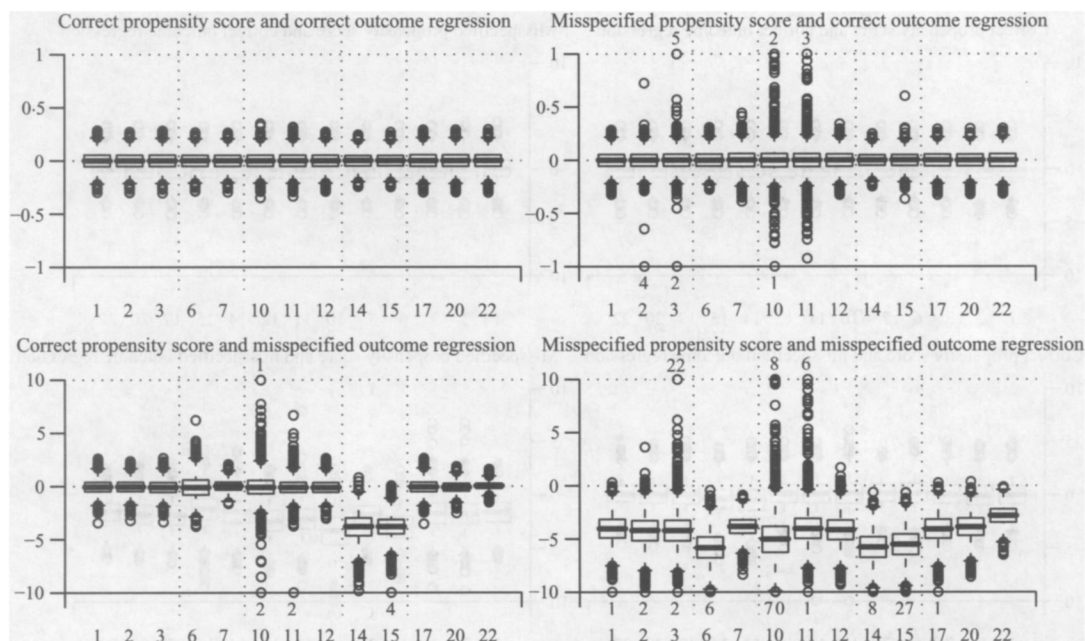 Correct propensity score and correct outcome regression
1
0·5
0
−0·5
−1
1 2 3 6 7 10 11 12 14 15 17 20 22
Misspecified propensity score and correct outcome regression
5 2 3
1
0·5
0
−0·5
−1
4 2 1
1 2 3 6 7 10 11 12 14 15 17 20 22
Correct propensity score and misspecified outcome regression
1
10
5
0
−5
−10
2 2 4
1 2 3 6 7 10 11 12 14 15 17 20 22
Misspecified propensity score and misspecified outcome regression
22 8 6
10
5
0
−5
−10
2 6 70 1 8 27 1
1 2 3 6 7 10 11 12 14 15 17 20 22